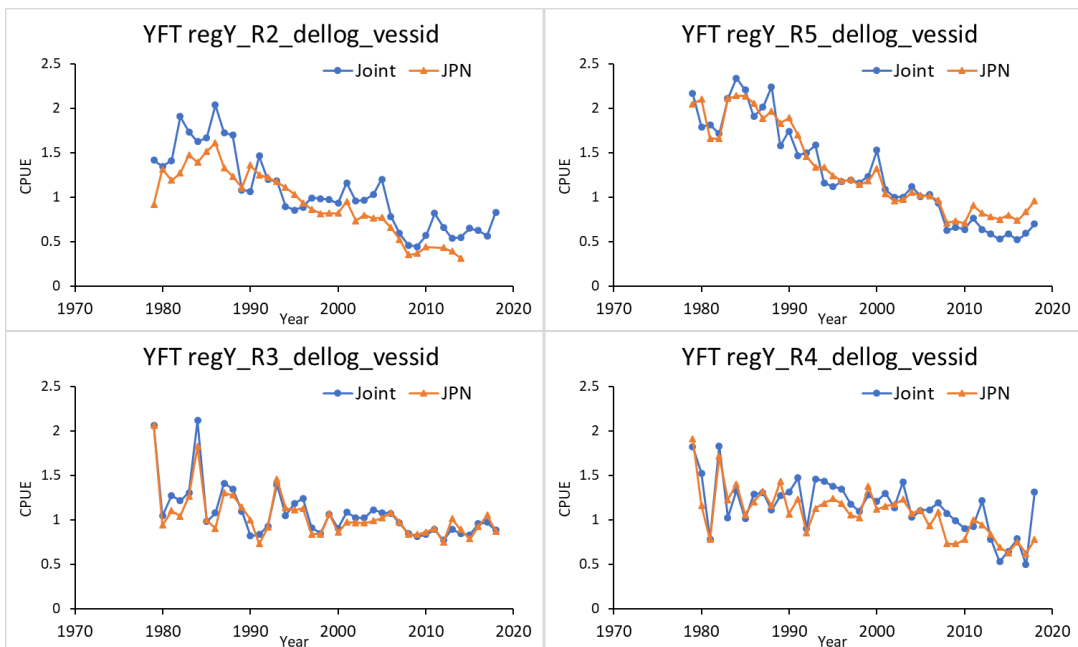 YFT regY_R2_dellog_vessid
Joint JPN
2.5
2
1.5
1
0.5
0
CPUE
1970 1980 1990 2000 2010 2020
Year
YFT regY_R5_dellog_vessid
Joint JPN
2.5
2
1.5
1
0.5
0
CPUE
1970 1980 1990 2000 2010 2020
Year
YFT regY_R3_dellog_vessid
Joint JPN
2.5
2
1.5
1
0.5
0
CPUE
1970 1980 1990 2000 2010 2020
Year
YFT regY_R4_dellog_vessid
Joint JPN
2.5
2
1.5
1
0.5
0
CPUE
1970 1980 1990 2000 2010 2020
Year